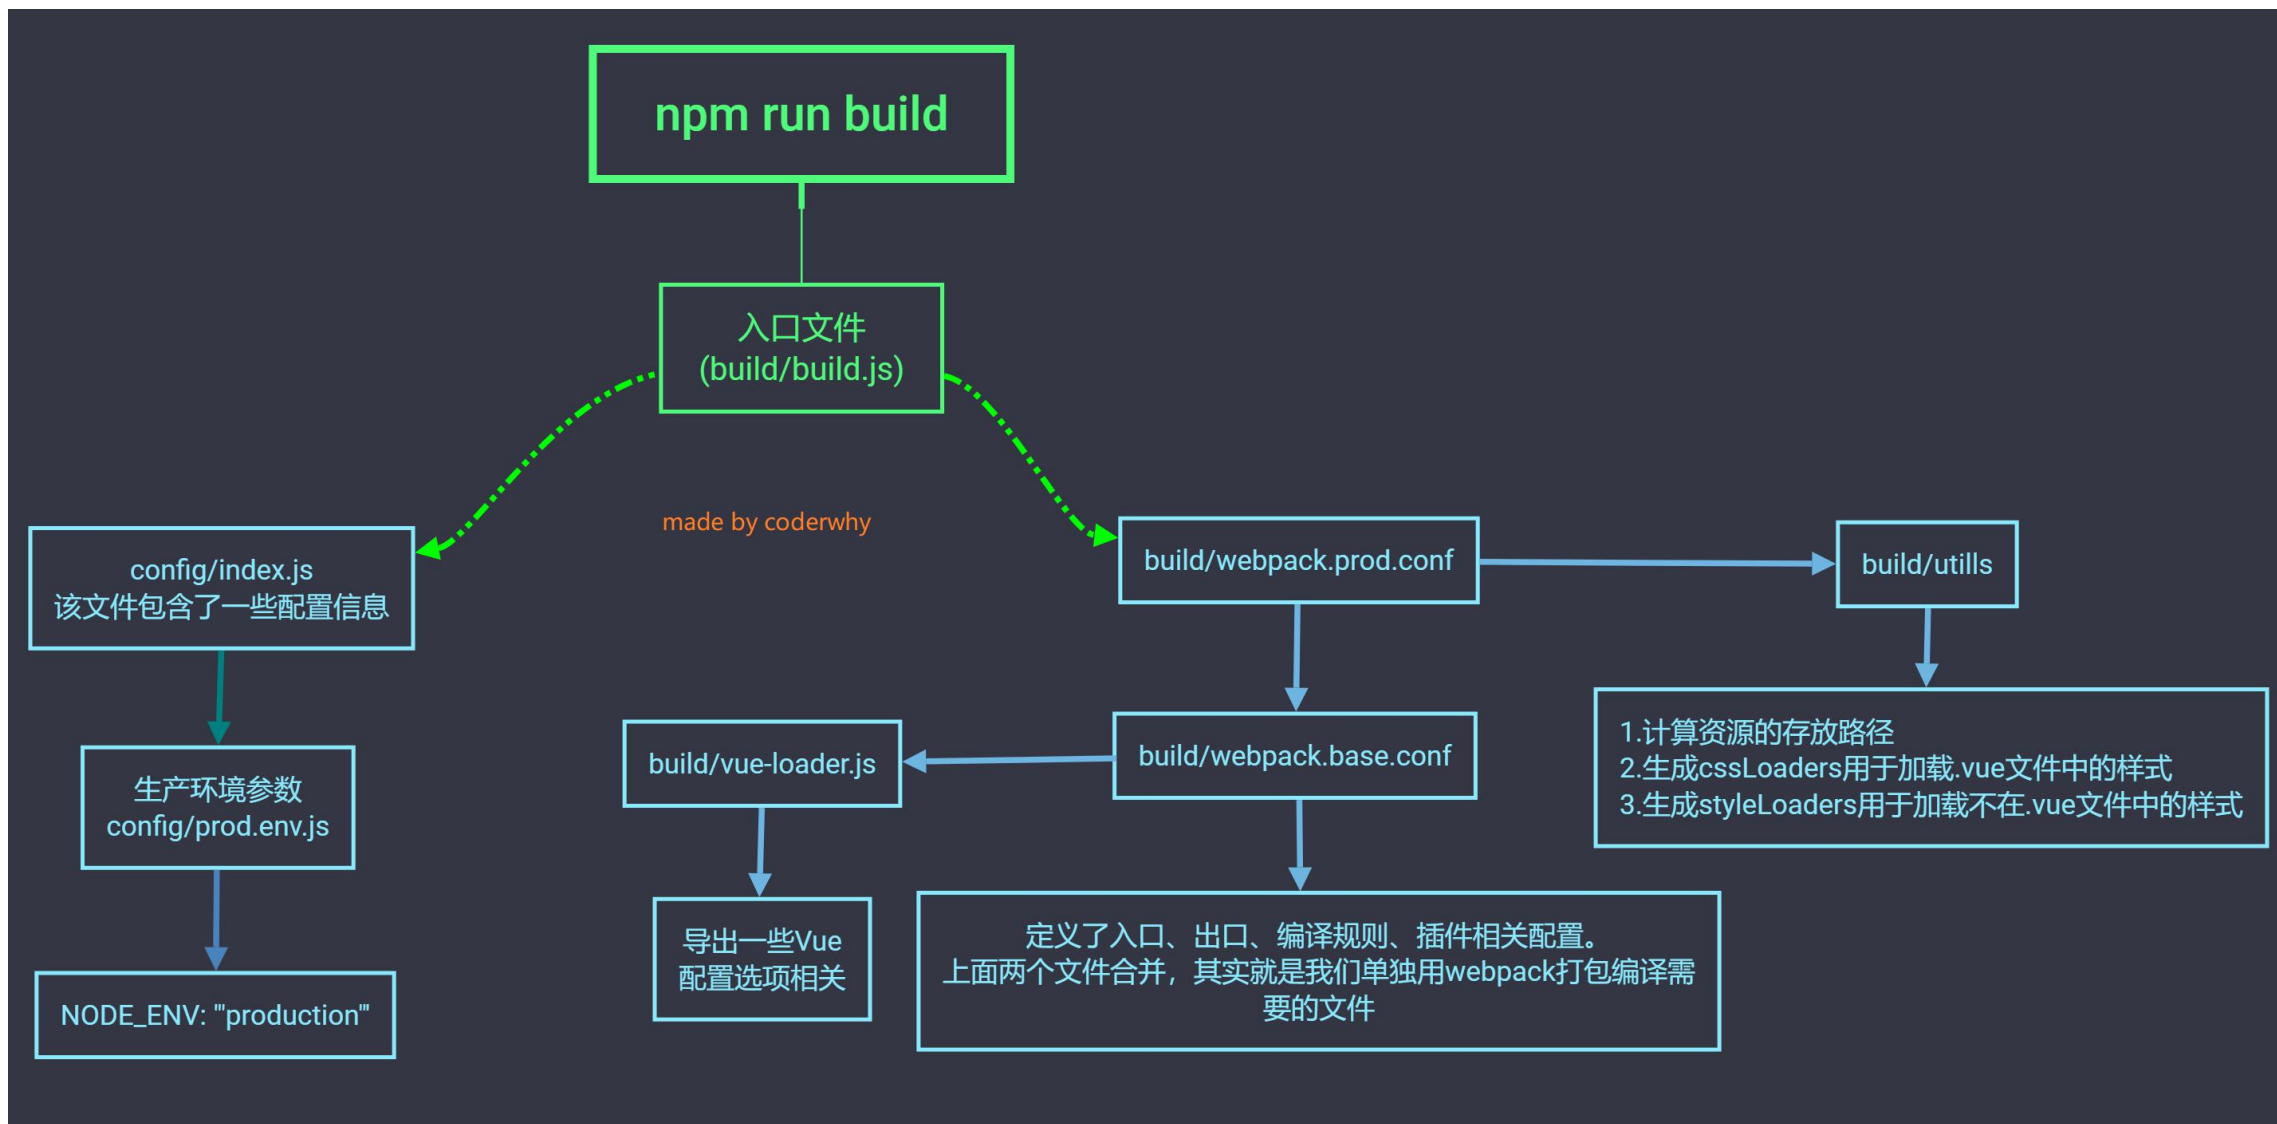 npm run build
入口文件
(build/build.js)
made by coderwhy
config/index.js
该文件包含了一些配置信息
生产环境参数
config/prod.env.js
NODE_ENV: '"production"'
build/webpack.prod.conf
build/utills
1.计算资源的存放路径
2.生成cssLoaders用于加载.vue文件中的样式
3.生成styleLoaders用于加载不在.vue文件中的样式
build/webpack.base.conf
build/vue-loader.js
导出一些Vue
配置选项相关
定义了入口、出口、编译规则、插件相关配置。
上面两个文件合并，其实就是我们单独用webpack打包编译需
要的文件